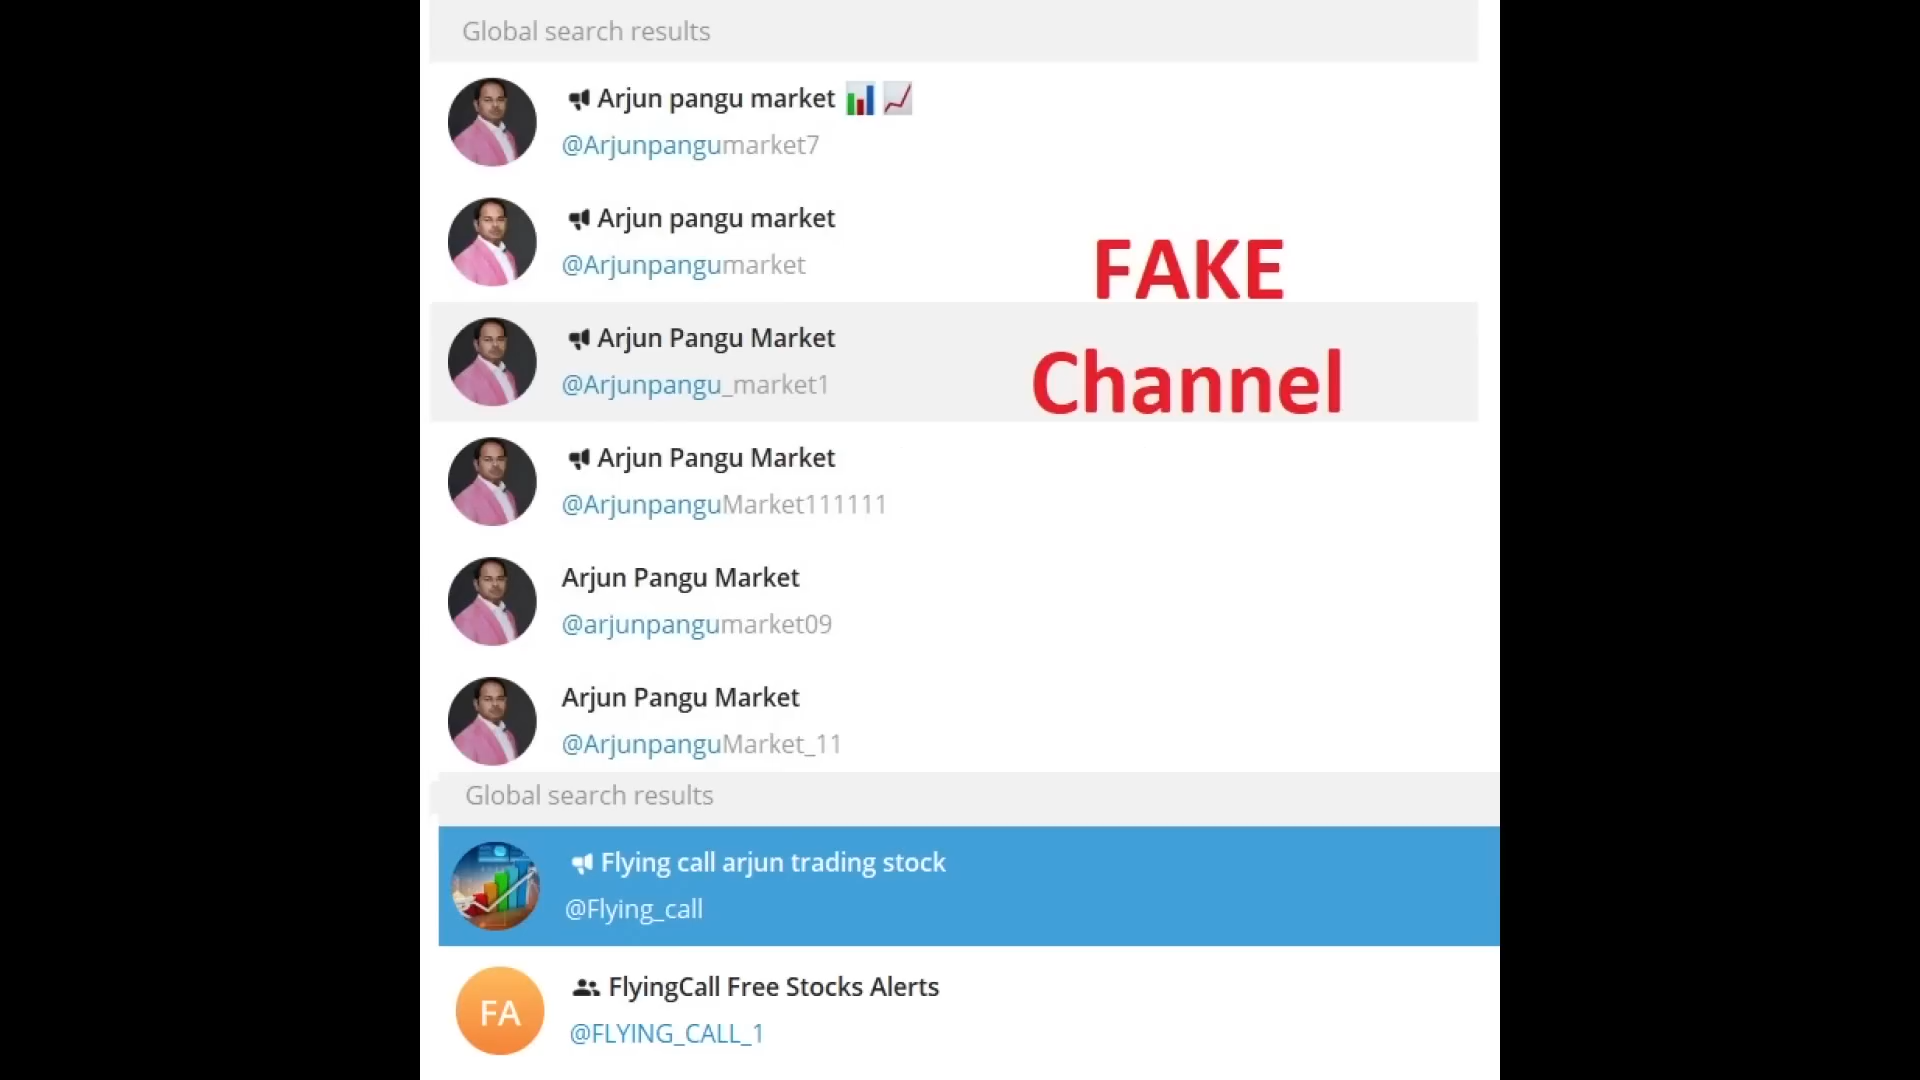 Global search results
Arjun pangu market 📊 📈
@Arjunpangumarket7
Arjun pangu market
@Arjunpangumarket
FAKE
Arjun Pangu Market
@Arjunpangu_market1
Channel
Arjun Pangu Market
@ArjunpanguMarket111111
Arjun Pangu Market
@arjunpangumarket09
Arjun Pangu Market
@ArjunpanguMarket_11
Global search results
Flying call arjun trading stock
@Flying_call
FA
FlyingCall Free Stocks Alerts
@FLYING_CALL_1